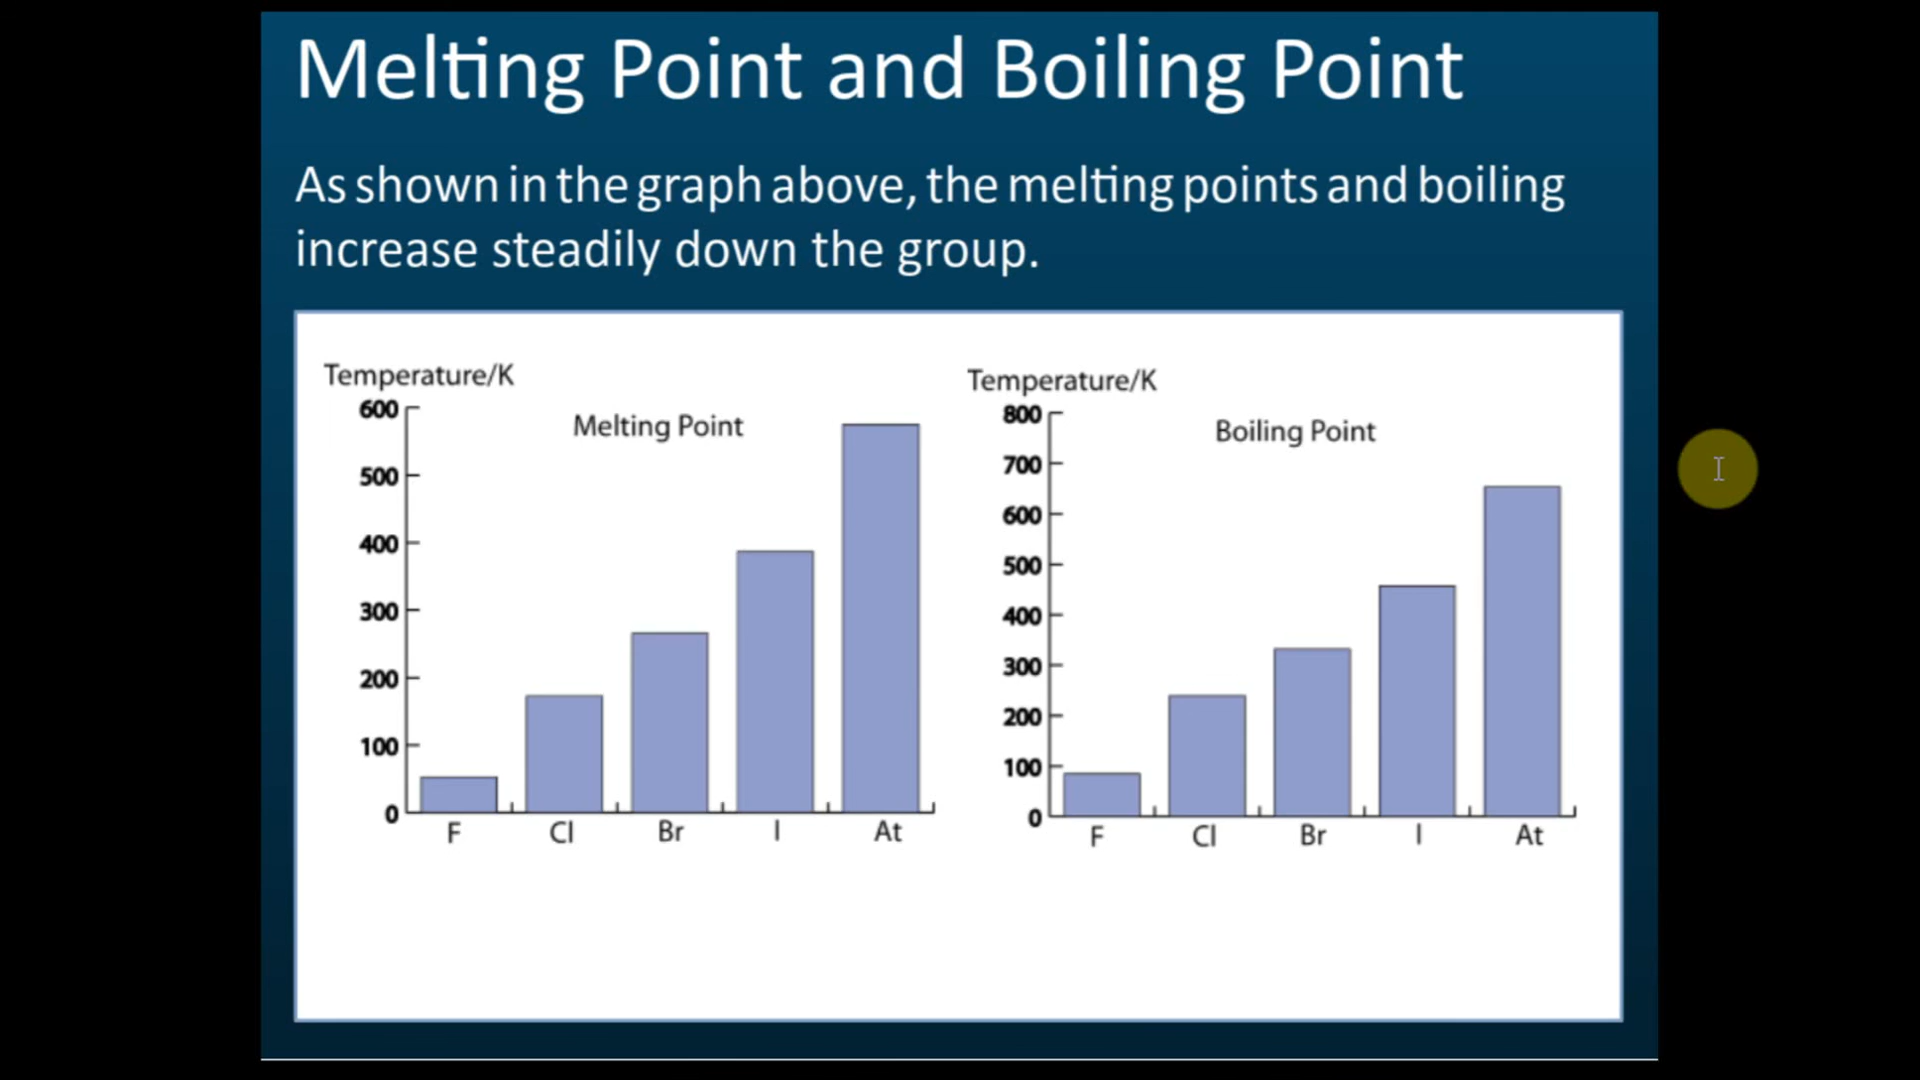 Melting Point and Boiling Point
As shown in the graph above, the melting points and boiling
increase steadily down the group.
Temperature/K
Melting Point
600
500
400
300
200
100
0
F Cl Br I At
Temperature/K
Boiling Point
800
700
600
500
400
300
200
100
0
F Cl Br I At